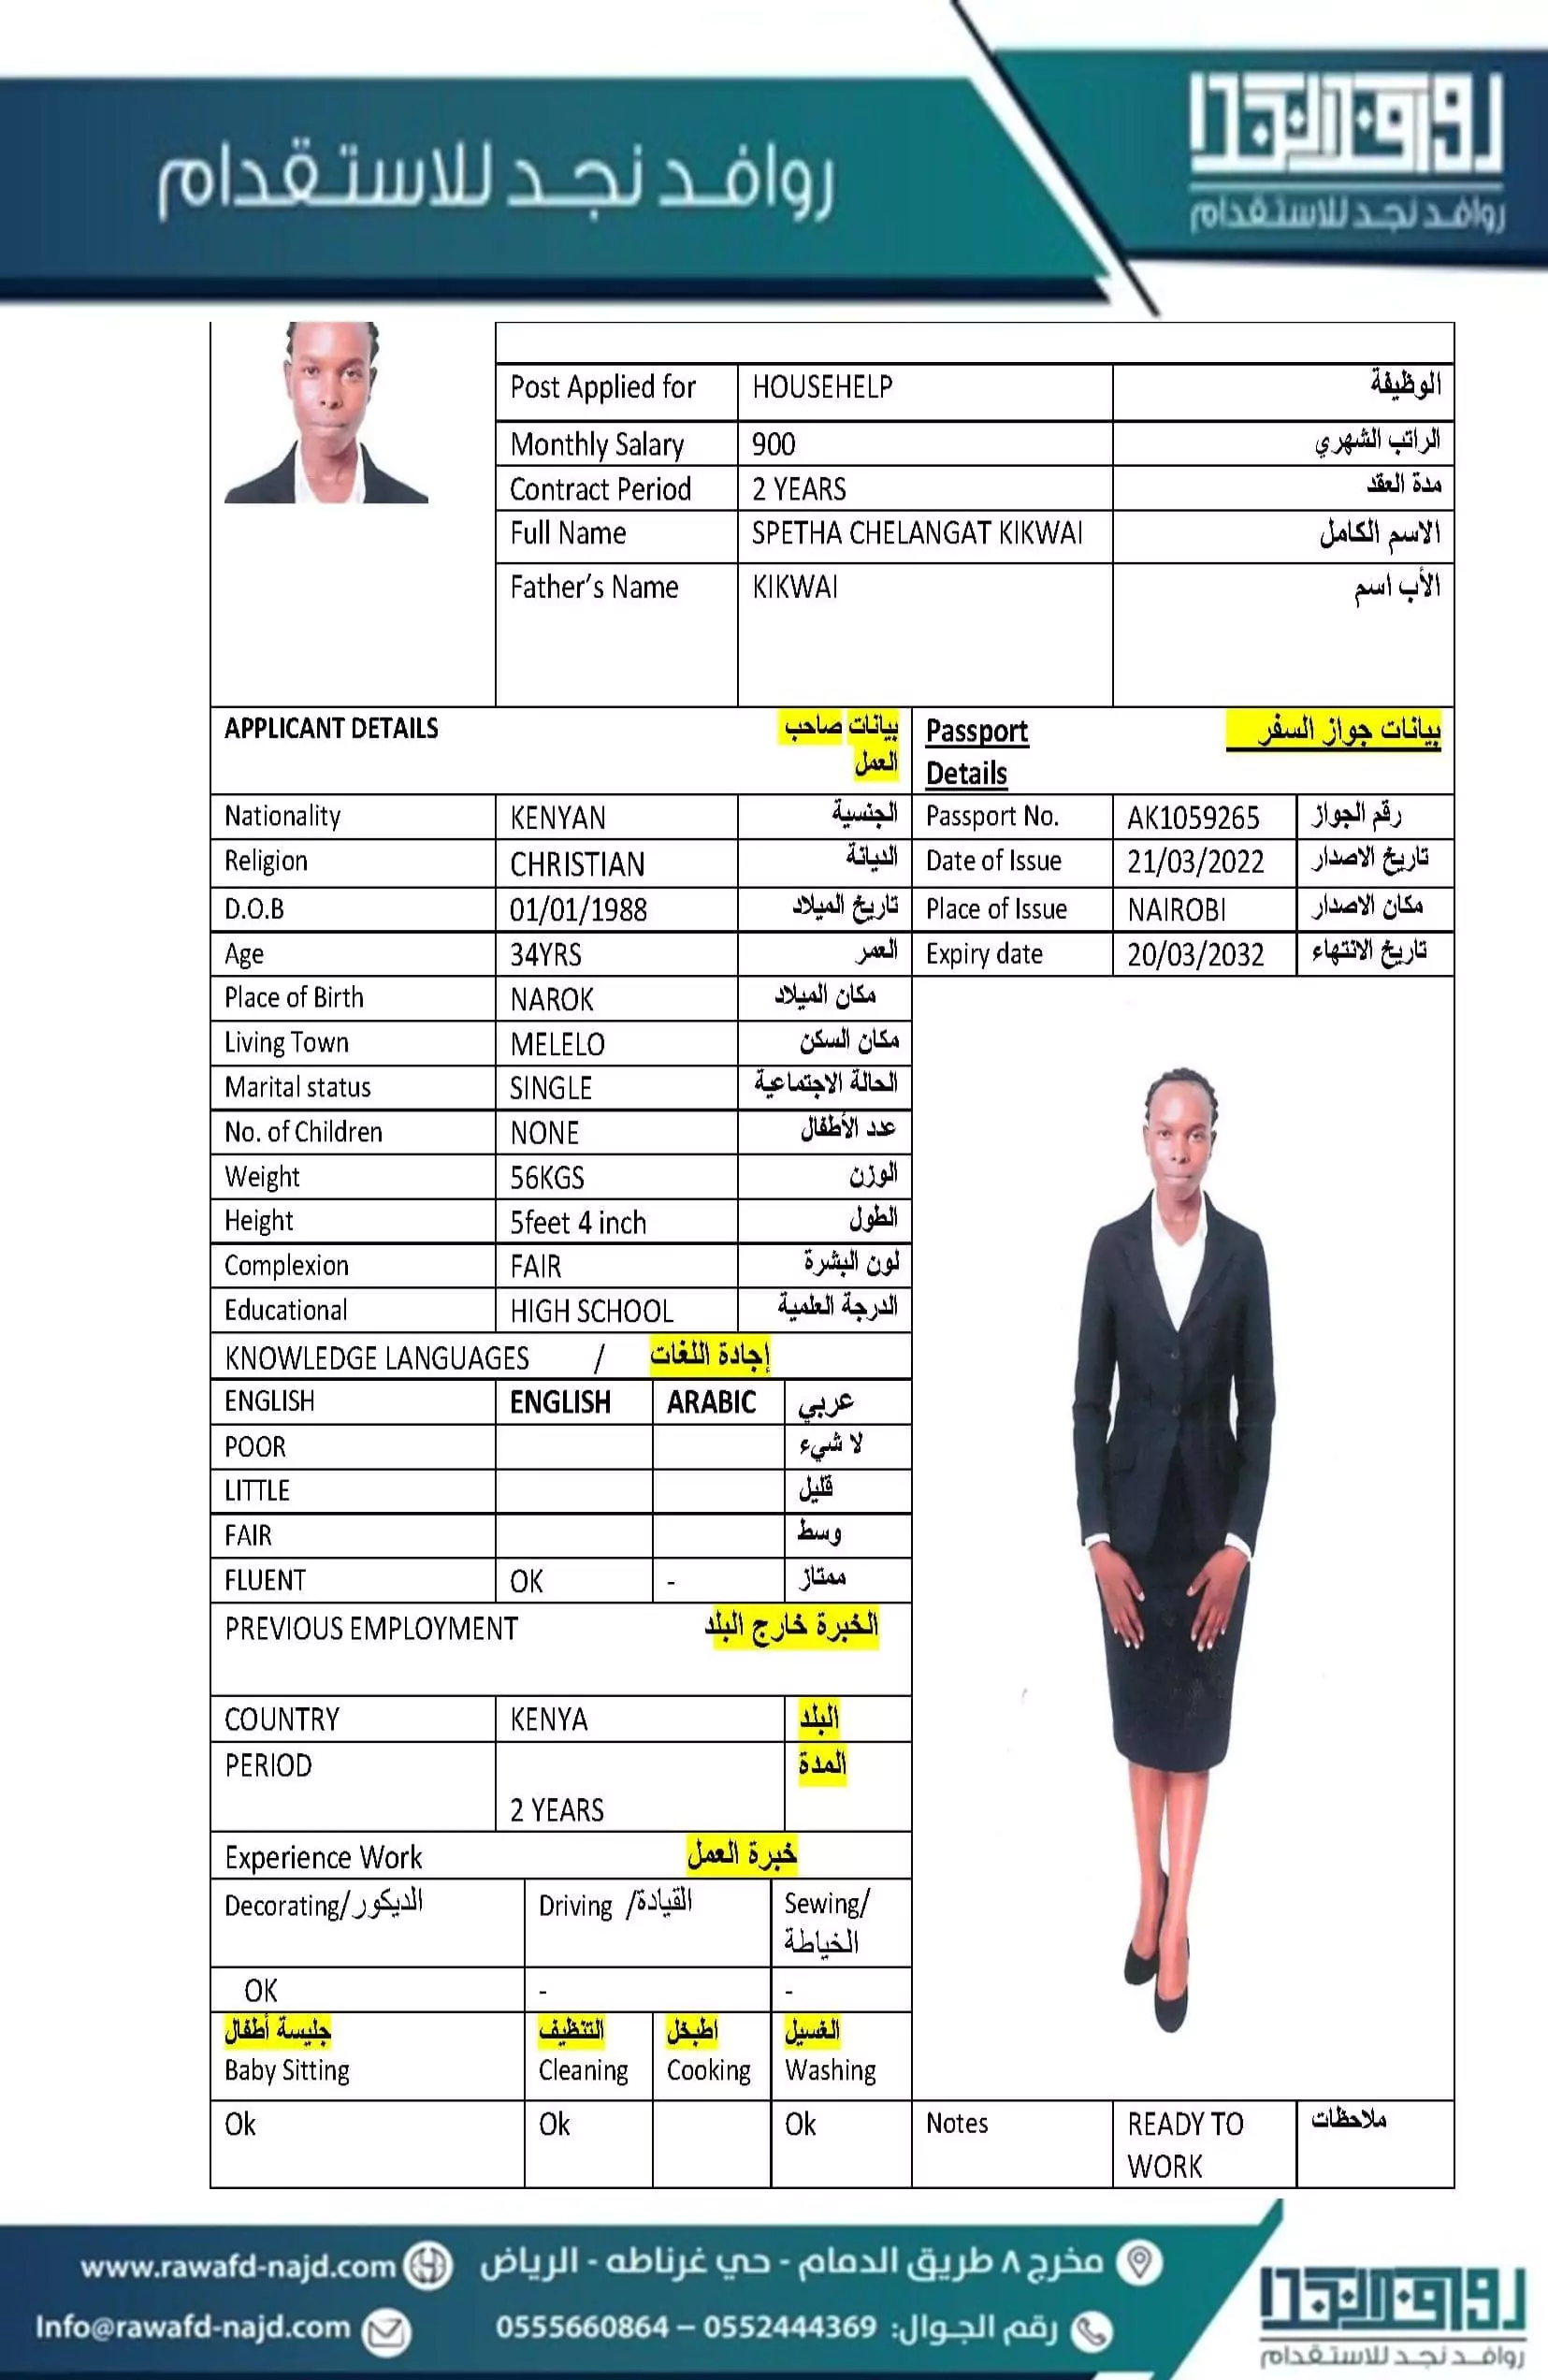 روافد نجد للاستقدام
روافد نجد
روافد نجد للاستقدام
Post Applied for HOUSEHELP الوظيفة
Monthly Salary 900 الراتب الشهري
Contract Period 2 YEARS مدة العقد
Full Name SPETHA CHELANGAT KIKWAI الاسم الكامل
Father's Name KIKWAI الأب اسم
APPLICANT DETAILS بيانات صاحب
العمل
Passport
Details
بيانات جواز السفر
Nationality KENYAN الجنسية Passport No. AK1059265 رقم الجواز
Religion CHRISTIAN الديانة Date of Issue 21/03/2022 تاريخ الاصدار
D.O.B 01/01/1988 تاريخ الميلاد Place of Issue NAIROBI مكان الاصدار
Age 34YRS العمر Expiry date 20/03/2032 تاريخ الانتهاء
Place of Birth NAROK مكان الميلاد
Living Town MELELO مكان السكن
Marital status SINGLE الحالة الاجتماعية
No. of Children NONE عدد الأطفال
Weight 56KGS الوزن
Height 5feet 4 inch الطول
Complexion FAIR لون البشرة
Educational HIGH SCHOOL الدرجة العلمية
KNOWLEDGE LANGUAGES / إجادة اللغات
ENGLISH ENGLISH ARABIC عربي
POOR لا شيء
LITTLE قليل
FAIR وسط
FLUENT OK - ممتاز
PREVIOUS EMPLOYMENT الخبرة خارج البلد
COUNTRY KENYA البلد
PERIOD المدة
2 YEARS
Experience Work خبرة العمل
Decorating/الديكور Driving /القيادة Sewing/
الخياطة
OK - -
جليسة أطفال التنظيف اطبخل الغسيل
Baby Sitting Cleaning Cooking Washing
Ok Ok Ok Notes READY TO ملاحظات
WORK
www.rawafd-najd.com مخرج ٨ طريق الدمام - حي غرناطه - الرياض
Info@rawafd-najd.com رقم الجوال: 0552444369 – 0555660864
روافد نجد
روافد نجد للاستقدام